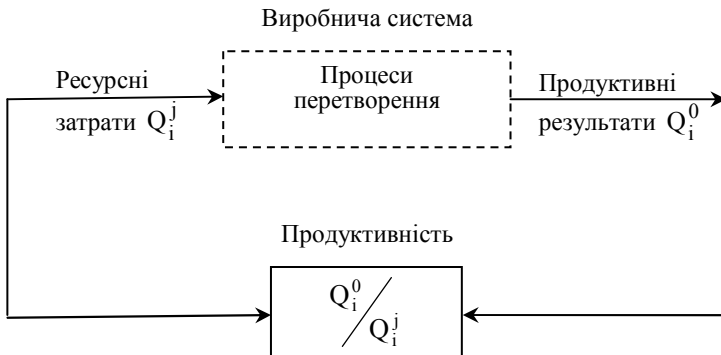 Виробнича система
Ресурсні
затрати Q_i^j
Процеси
перетворення
Продуктивні
результати Q_i^0
Продуктивність
Q_i^0 / Q_i^j